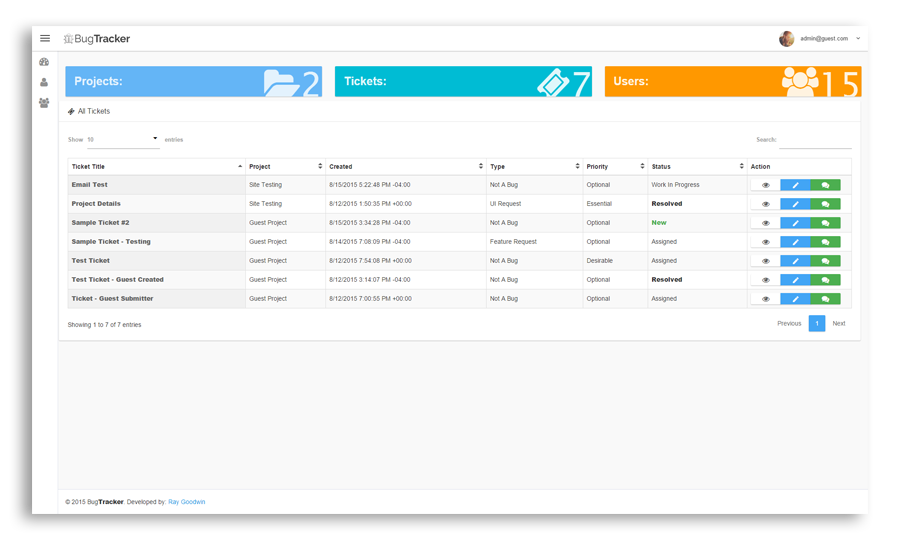 BugTracker admin@guest.com
Projects: 2 Tickets: 7 Users: 15
All Tickets
Show 10 entries Search:
Ticket Title Project Created Type Priority Status Action
Email Test Site Testing 8/15/2015 5:22:48 PM -04:00 Not A Bug Optional Work In Progress
Project Details Site Testing 8/12/2015 1:50:35 PM +00:00 UI Request Essential Resolved
Sample Ticket #2 Guest Project 8/15/2015 3:34:28 PM -04:00 Not A Bug Optional New
Sample Ticket - Testing Guest Project 8/14/2015 7:08:09 PM -04:00 Feature Request Optional Assigned
Test Ticket Guest Project 8/12/2015 7:54:08 PM +00:00 Not A Bug Desirable Assigned
Test Ticket - Guest Created Guest Project 8/12/2015 3:14:07 PM -04:00 Not A Bug Optional Resolved
Ticket - Guest Submitter Guest Project 8/12/2015 7:00:55 PM +00:00 Not A Bug Optional Assigned
Showing 1 to 7 of 7 entries Previous 1 Next
© 2015 BugTracker. Developed by: Ray Goodwin